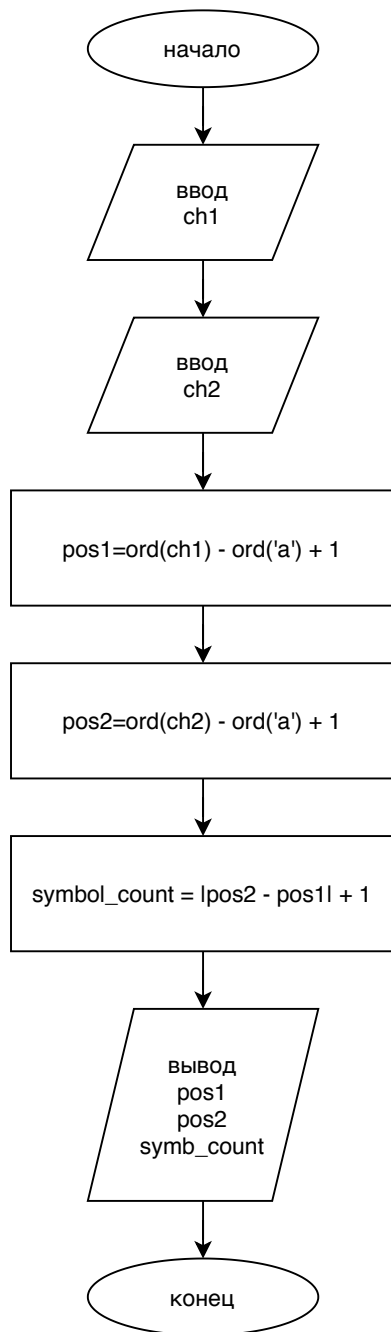 начало
ввод
ch1
ввод
ch2
pos1=ord(ch1) - ord('a') + 1
pos2=ord(ch2) - ord('a') + 1
symbol_count = |pos2 - pos1| + 1
вывод
pos1
pos2
symb_count
конец